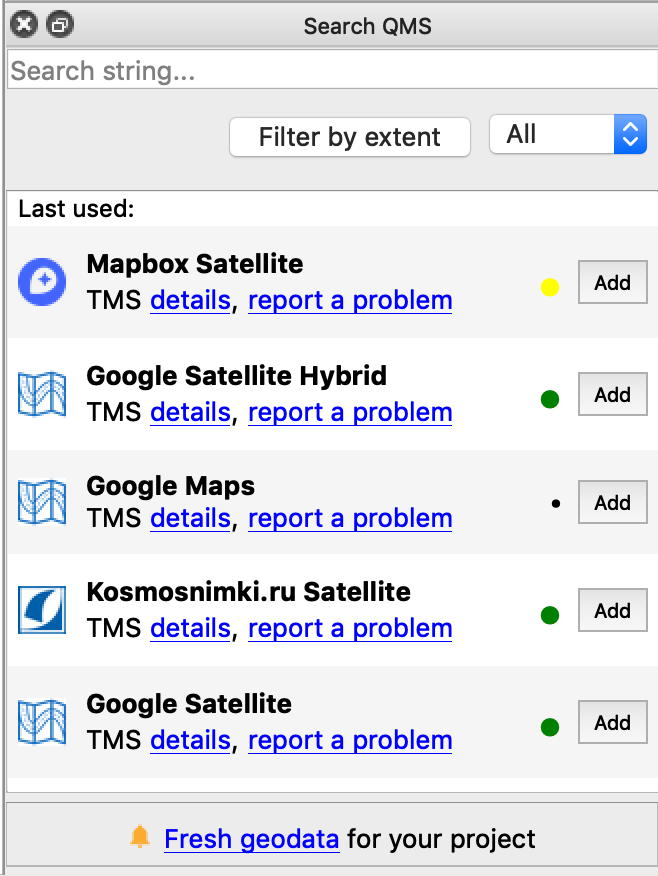 Search QMS
Search string...
Filter by extent
All
Last used:
Mapbox Satellite
TMS details, report a problem
Add
Google Satellite Hybrid
TMS details, report a problem
Add
Google Maps
TMS details, report a problem
Add
Kosmosnimki.ru Satellite
TMS details, report a problem
Add
Google Satellite
TMS details, report a problem
Add
Fresh geodata for your project